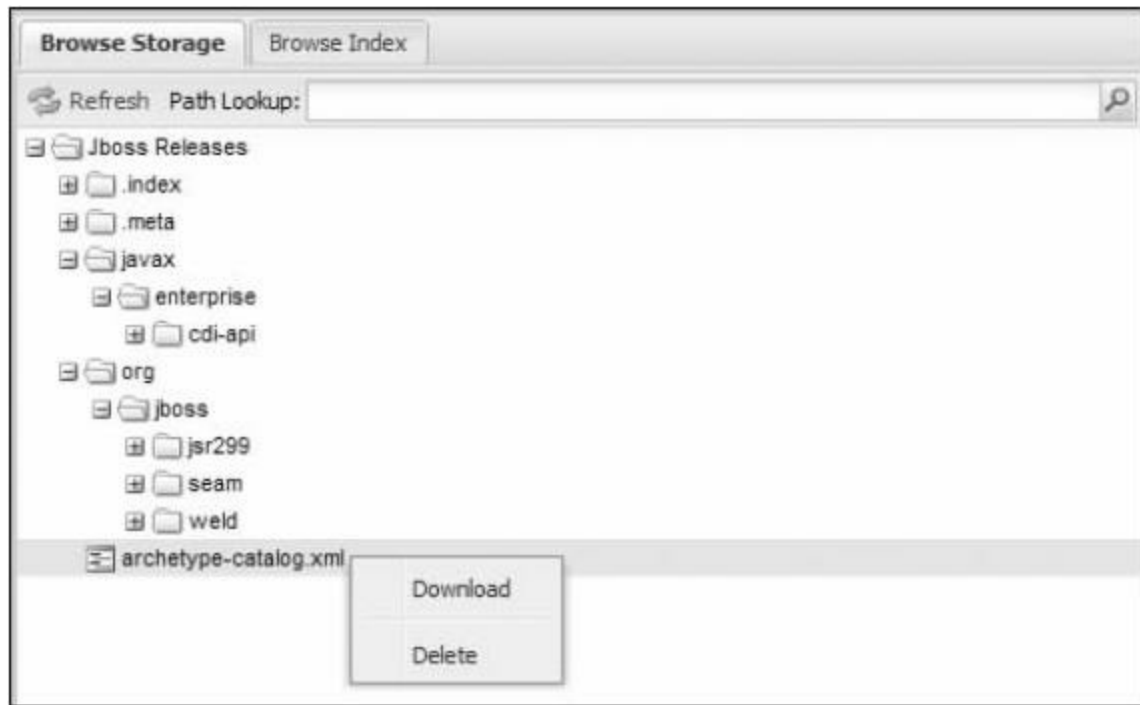 Browse Storage Browse Index
Refresh Path Lookup:
Jboss Releases
.index
.meta
javax
enterprise
cdi-api
org
jboss
jsr299
seam
weld
archetype-catalog.xml
Download
Delete